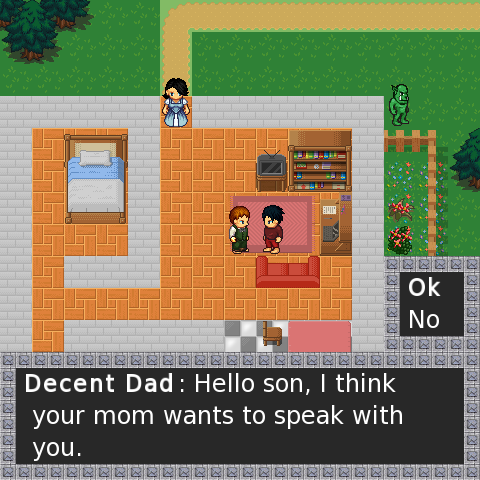 Ok
No
Decent Dad: Hello son, I think
your mom wants to speak with
you.